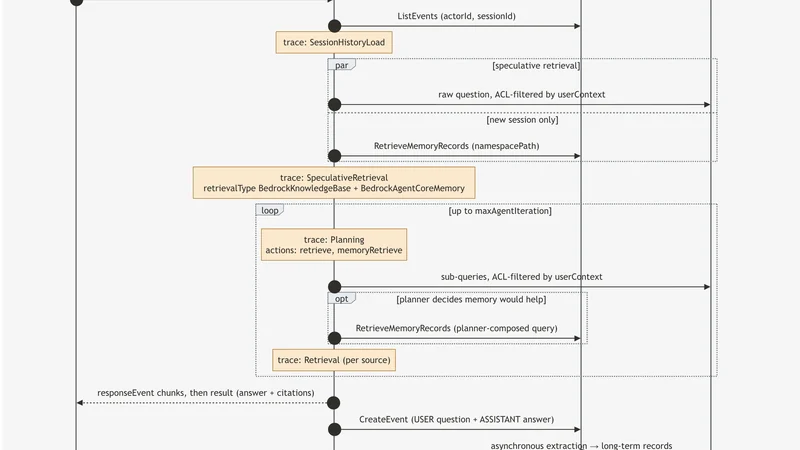 ListEvents (actorId, sessionId)
trace: SessionHistoryLoad
par
[speculative retrieval]
raw question, ACL-filtered by userContext
[new session only]
RetrieveMemoryRecords (namespacePath)
trace: SpeculativeRetrieval
retrievalType BedrockKnowledgeBase + BedrockAgentCoreMemory
loop
[up to maxAgentIteration]
trace: Planning
actions: retrieve, memoryRetrieve
sub-queries, ACL-filtered by userContext
opt
[planner decides memory would help]
RetrieveMemoryRecords (planner-composed query)
trace: Retrieval (per source)
responseEvent chunks, then result (answer + citations)
CreateEvent (USER question + ASSISTANT answer)
asynchronous extraction → long-term records